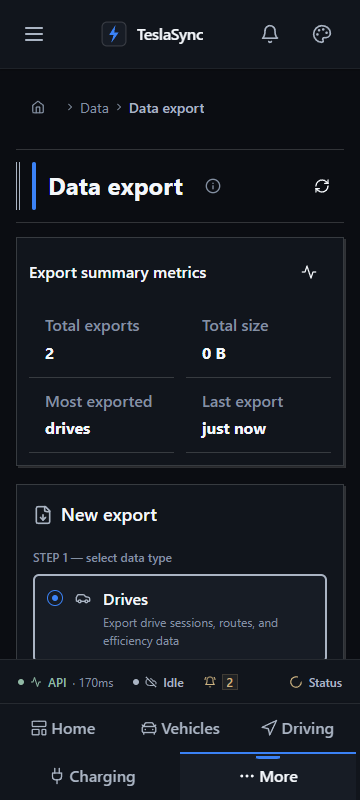 TeslaSync
Data
Data export
Data export
Export summary metrics
Total exports
Total size
2
0 B
Most exported
Last export
drives
just now
New export
STEP 1 — select data type
Drives
Export drive sessions, routes, and
efficiency data
API · 170ms
Idle
2
Status
Home
Vehicles
Driving
Charging
More